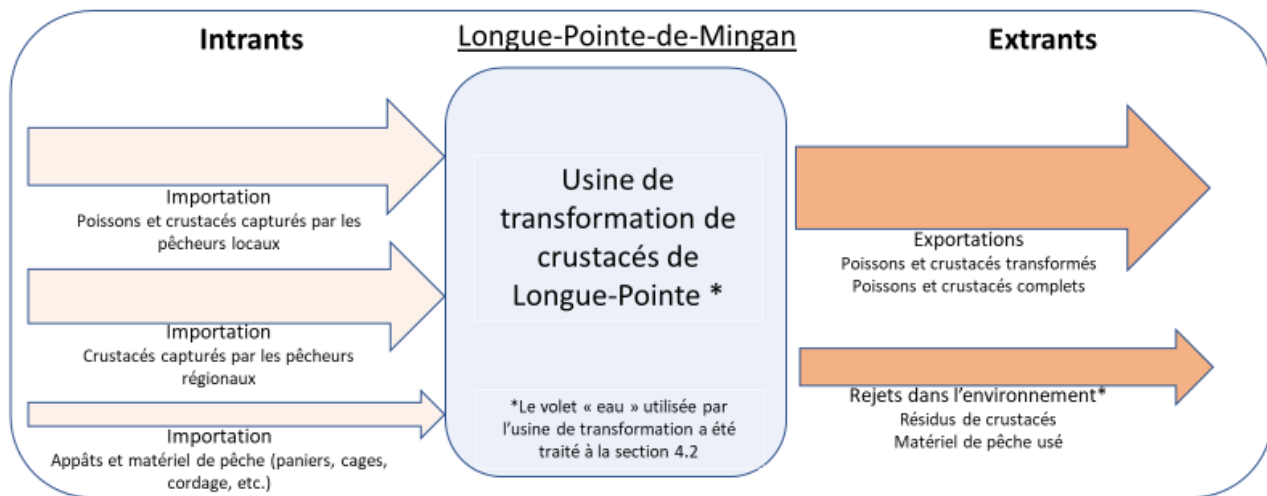 Intrants
Longue-Pointe-de-Mingan
Extrants
Importation
Poissons et crustacés capturés par les
pêcheurs locaux
Importation
Crustacés capturés par les pêcheurs
régionaux
Importation
Appâts et matériel de pêche (paniers, cages,
cordage, etc.)
Usine de
transformation de
crustacés de
Longue-Pointe *
*Le volet « eau » utilisée par
l'usine de transformation a été
traité à la section 4.2
Exportations
Poissons et crustacés transformés
Poissons et crustacés complets
Rejets dans l'environnement*
Résidus de crustacés
Matériel de pêche usé